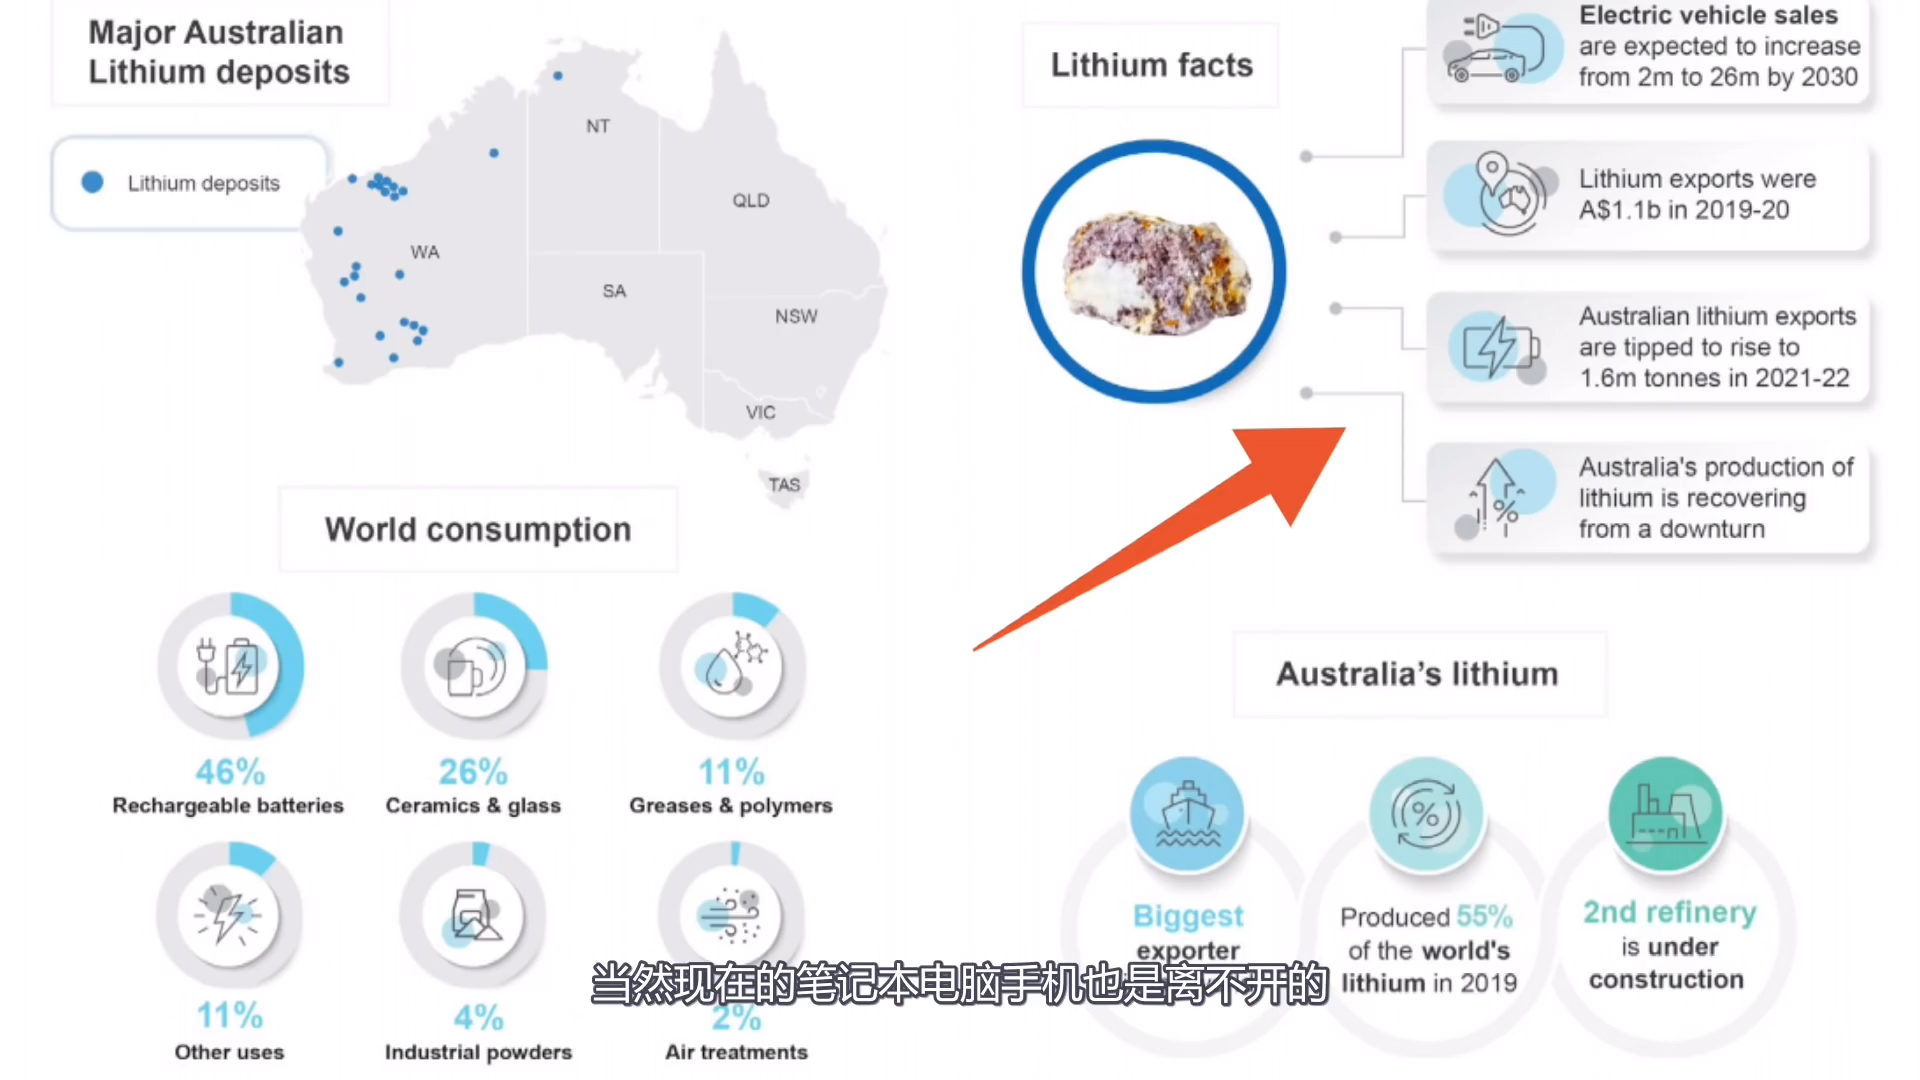 Major Australian
Lithium deposits
Lithium deposits
NT
QLD
WA
SA
NSW
VIC
TAS
Lithium facts
Electric vehicle sales
are expected to increase
from 2m to 26m by 2030
Lithium exports were
A$1.1b in 2019-20
Australian lithium exports
are tipped to rise to
1.6m tonnes in 2021-22
Australia's production of
lithium is recovering
from a downturn
World consumption
46%
Rechargeable batteries
26%
Ceramics & glass
11%
Greases & polymers
11%
Other uses
4%
Industrial powders
2%
Air treatments
Australia's lithium
Biggest
exporter
Produced 55%
of the world's
lithium in 2019
2nd refinery
is under
construction
当然现在的笔记本电脑手机也是离不开的